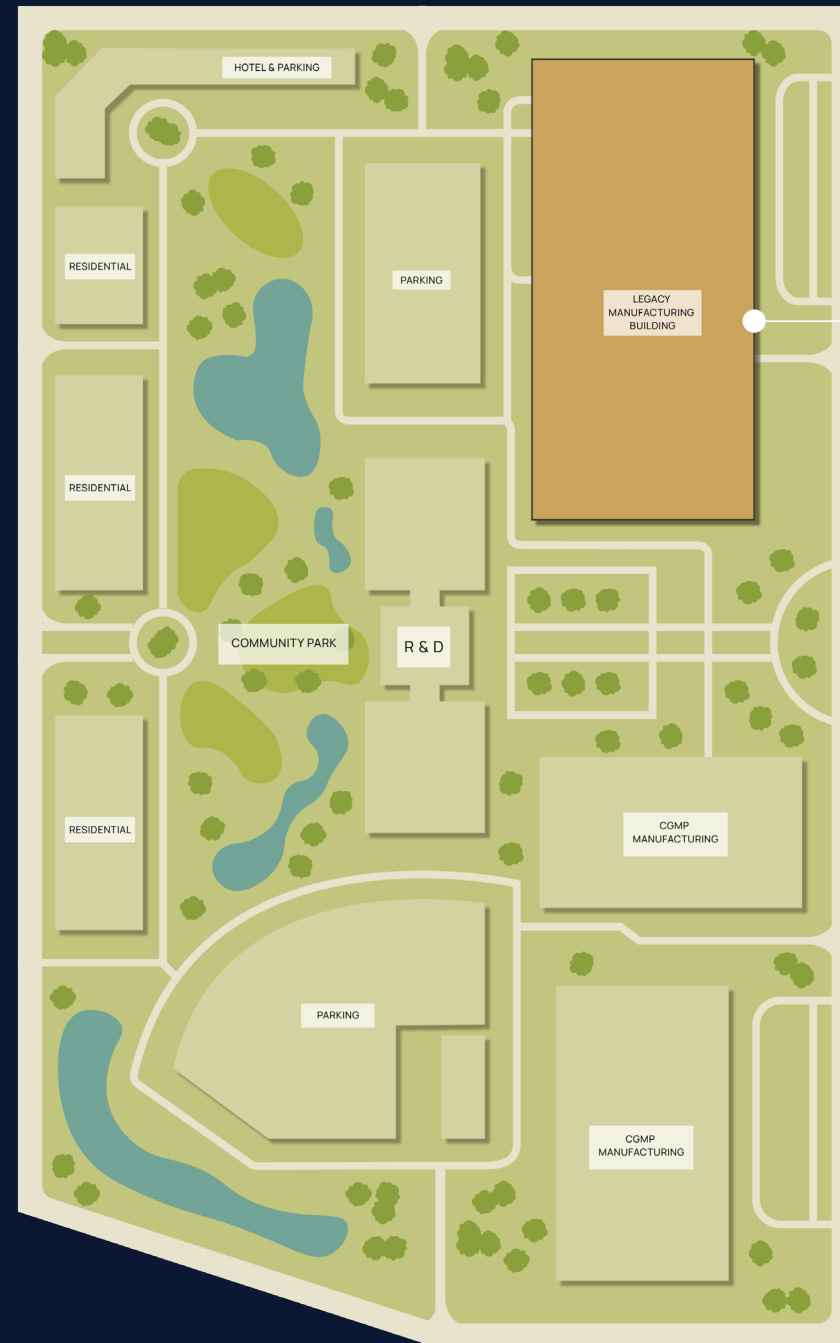 HOTEL & PARKING
RESIDENTIAL
PARKING
LEGACY
MANUFACTURING
BUILDING
RESIDENTIAL
COMMUNITY PARK
R & D
RESIDENTIAL
CGMP
MANUFACTURING
PARKING
CGMP
MANUFACTURING